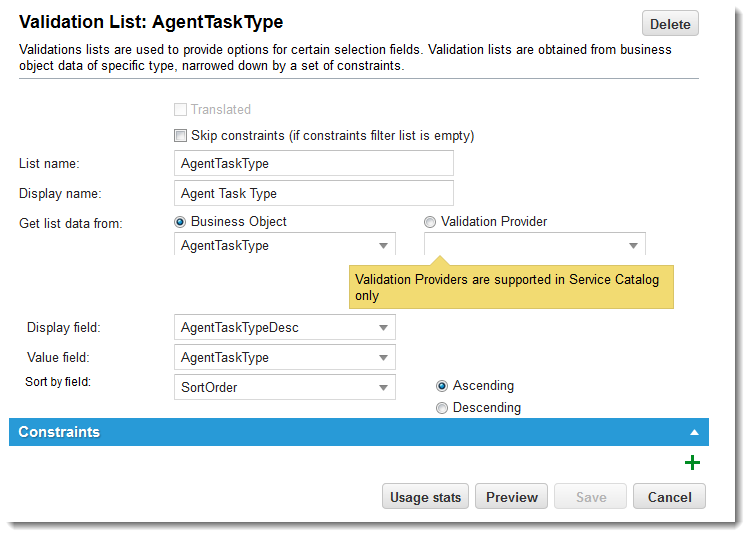 Validation List: AgentTaskType
Delete
Validations lists are used to provide options for certain selection fields. Validation lists are obtained from business
object data of specific type, narrowed down by a set of constraints.
Translated
Skip constraints (if constraints filter list is empty)
List name: AgentTaskType
Display name: Agent Task Type
Get list data from: Business Object Validation Provider
AgentTaskType
Validation Providers are supported in Service Catalog
only
Display field: AgentTaskTypeDesc
Value field: AgentTaskType
Sort by field: SortOrder Ascending
Descending
Constraints
Usage stats Preview Save Cancel